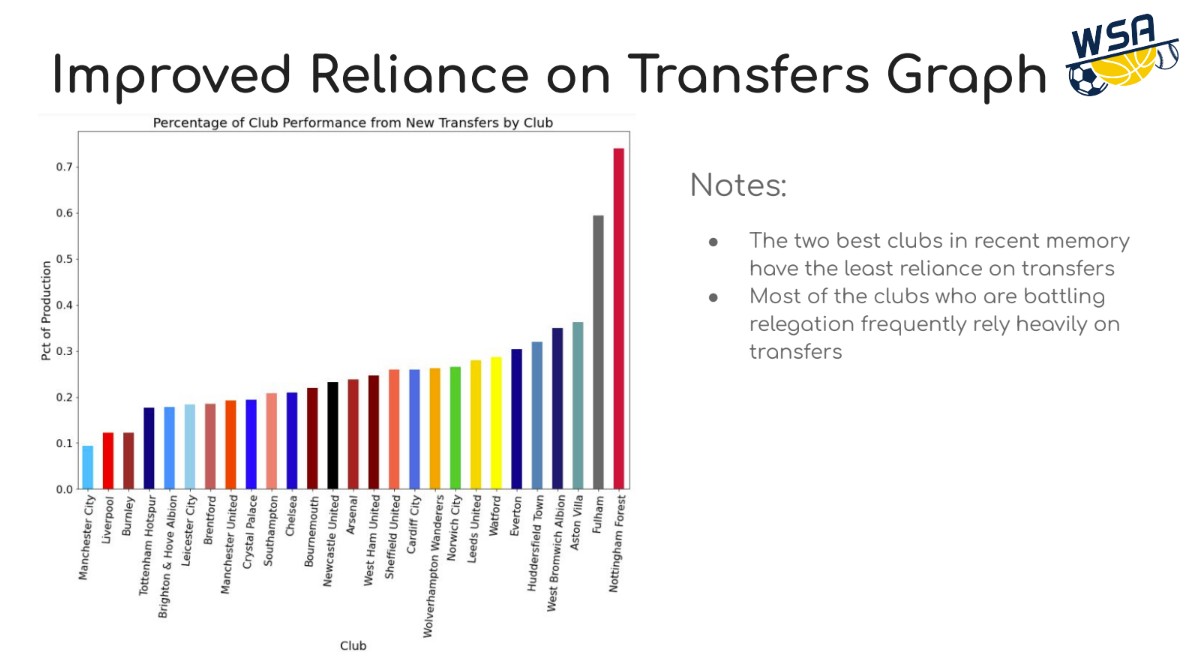 WSA
Improved Reliance on Transfers Graph
Percentage of Club Performance from New Transfers by Club
0.7
0.6
0.5
0.4
0.3
0.2
0.1
0.0
Pct of Production
Manchester City
Liverpool
Burnley
Tottenham Hotspur
Brighton & Hove Albion
Leicester City
Brentford
Manchester United
Crystal Palace
Southampton
Chelsea
Bournemouth
Newcastle United
Arsenal
West Ham United
Sheffield United
Cardiff City
Wolverhampton Wanderers
Norwich City
Leeds United
Watford
Everton
Huddersfield Town
West Bromwich Albion
Aston Villa
Fulham
Nottingham Forest
Club
Notes:
● The two best clubs in recent memory
have the least reliance on transfers
● Most of the clubs who are battling
relegation frequently rely heavily on
transfers